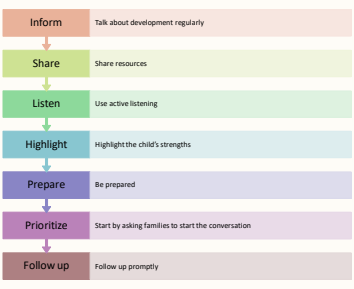 Inform
Talk about development regularly
Share
Share resources
Listen
Use active listening
Highlight
Highlight the child's strengths
Prepare
Be prepared
Prioritize
Start by asking families to start the conversation
Follow up
Follow up promptly